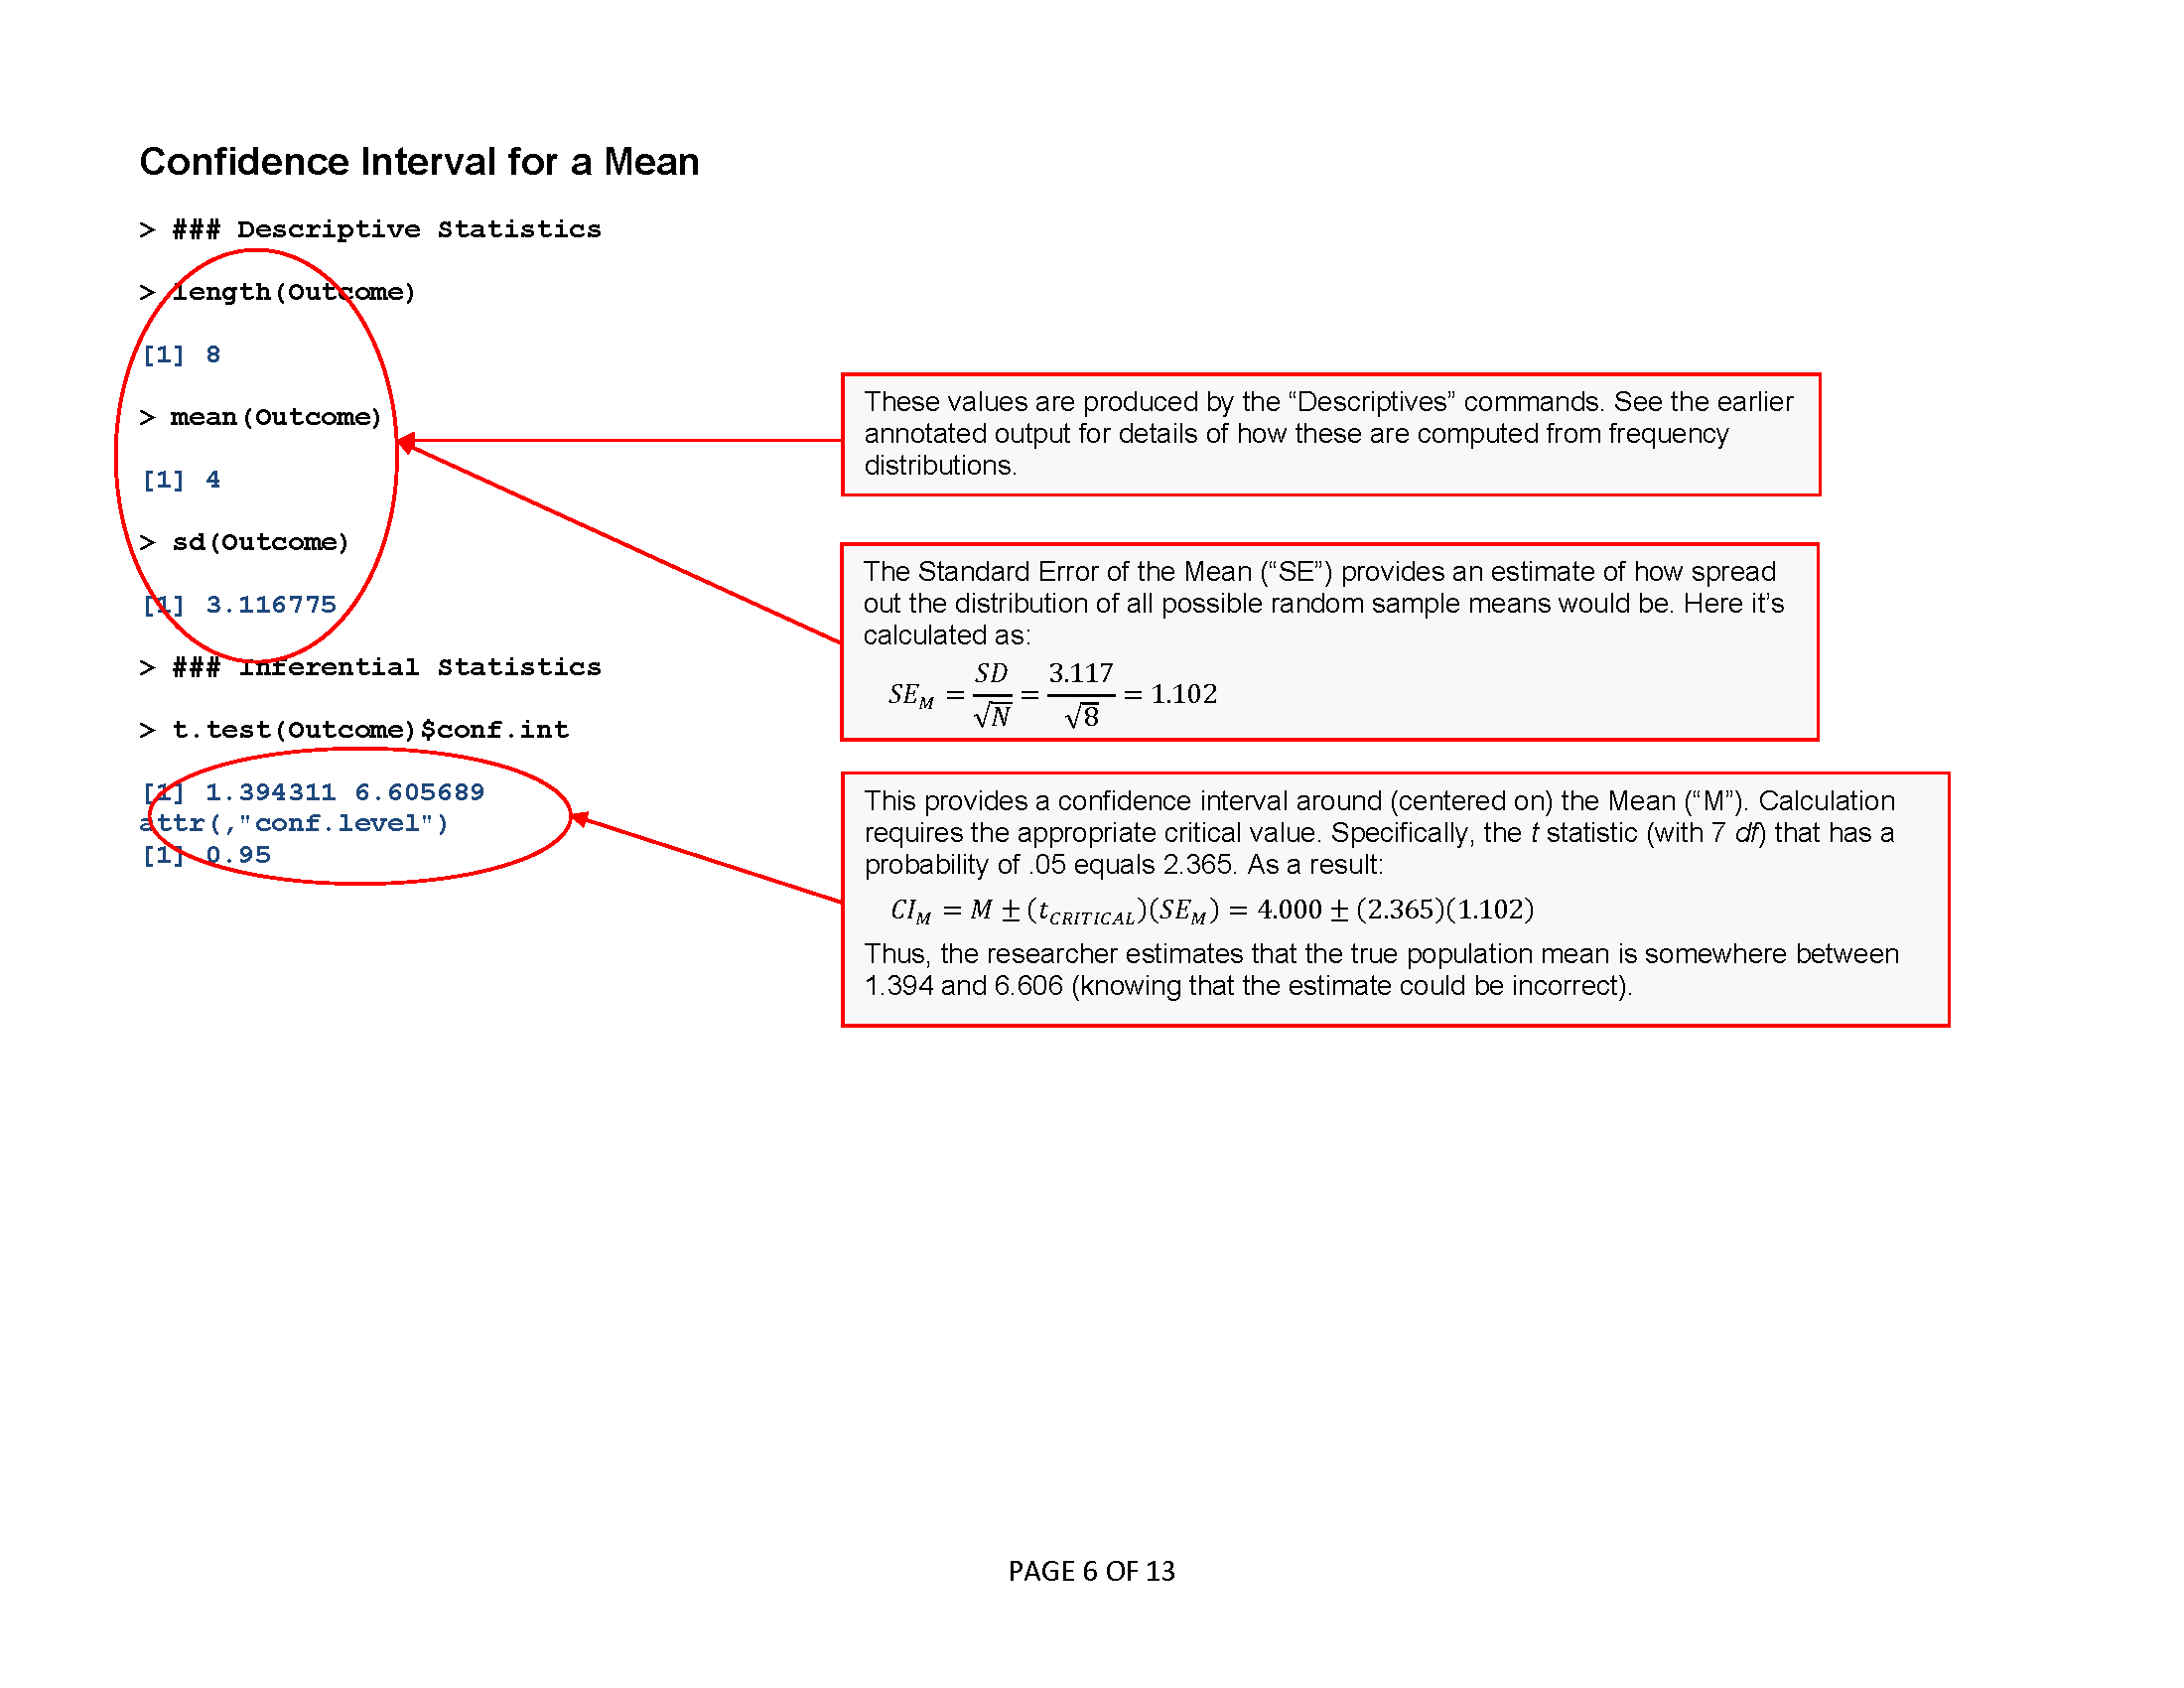 Confidence Interval for a Mean
> ### Descriptive Statistics
> length(Outcome)
[1] 8
> mean(Outcome)
[1] 4
> sd(Outcome)
[1] 3.116775
> ### Inferential Statistics
> t.test(Outcome)$conf.int
[1] 1.394311 6.605689
attr(,"conf.level")
[1] 0.95
These values are produced by the “Descriptives” commands. See the earlier
annotated output for details of how these are computed from frequency
distributions.
The Standard Error of the Mean (“SE”) provides an estimate of how spread
out the distribution of all possible random sample means would be. Here it’s
calculated as:
SE_M = SD/√N = 3.117/√8 = 1.102
This provides a confidence interval around (centered on) the Mean (“M”). Calculation
requires the appropriate critical value. Specifically, the t statistic (with 7 df) that has a
probability of .05 equals 2.365. As a result:
CI_M = M ± (t_CRITICAL)(SE_M) = 4.000 ± (2.365)(1.102)
Thus, the researcher estimates that the true population mean is somewhere between
1.394 and 6.606 (knowing that the estimate could be incorrect).
PAGE 6 OF 13